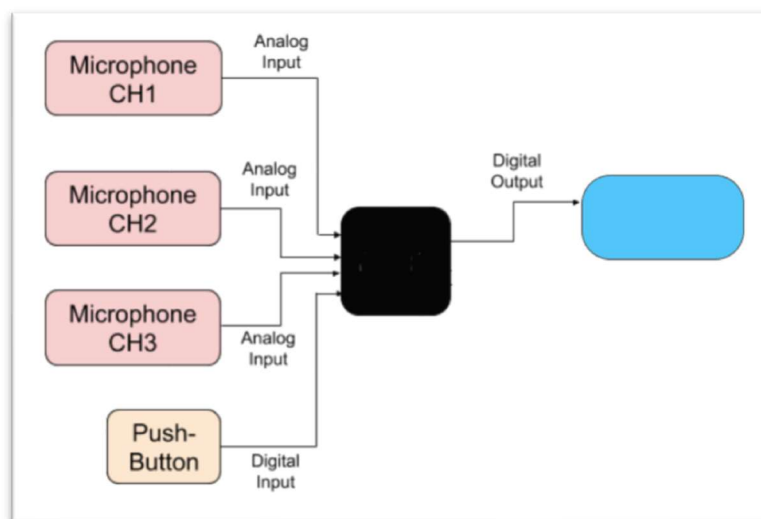 Microphone
CH1
Analog
Input
Microphone
CH2
Analog
Input
Microphone
CH3
Analog
Input
Push-
Button
Digital
Input
Digital
Output